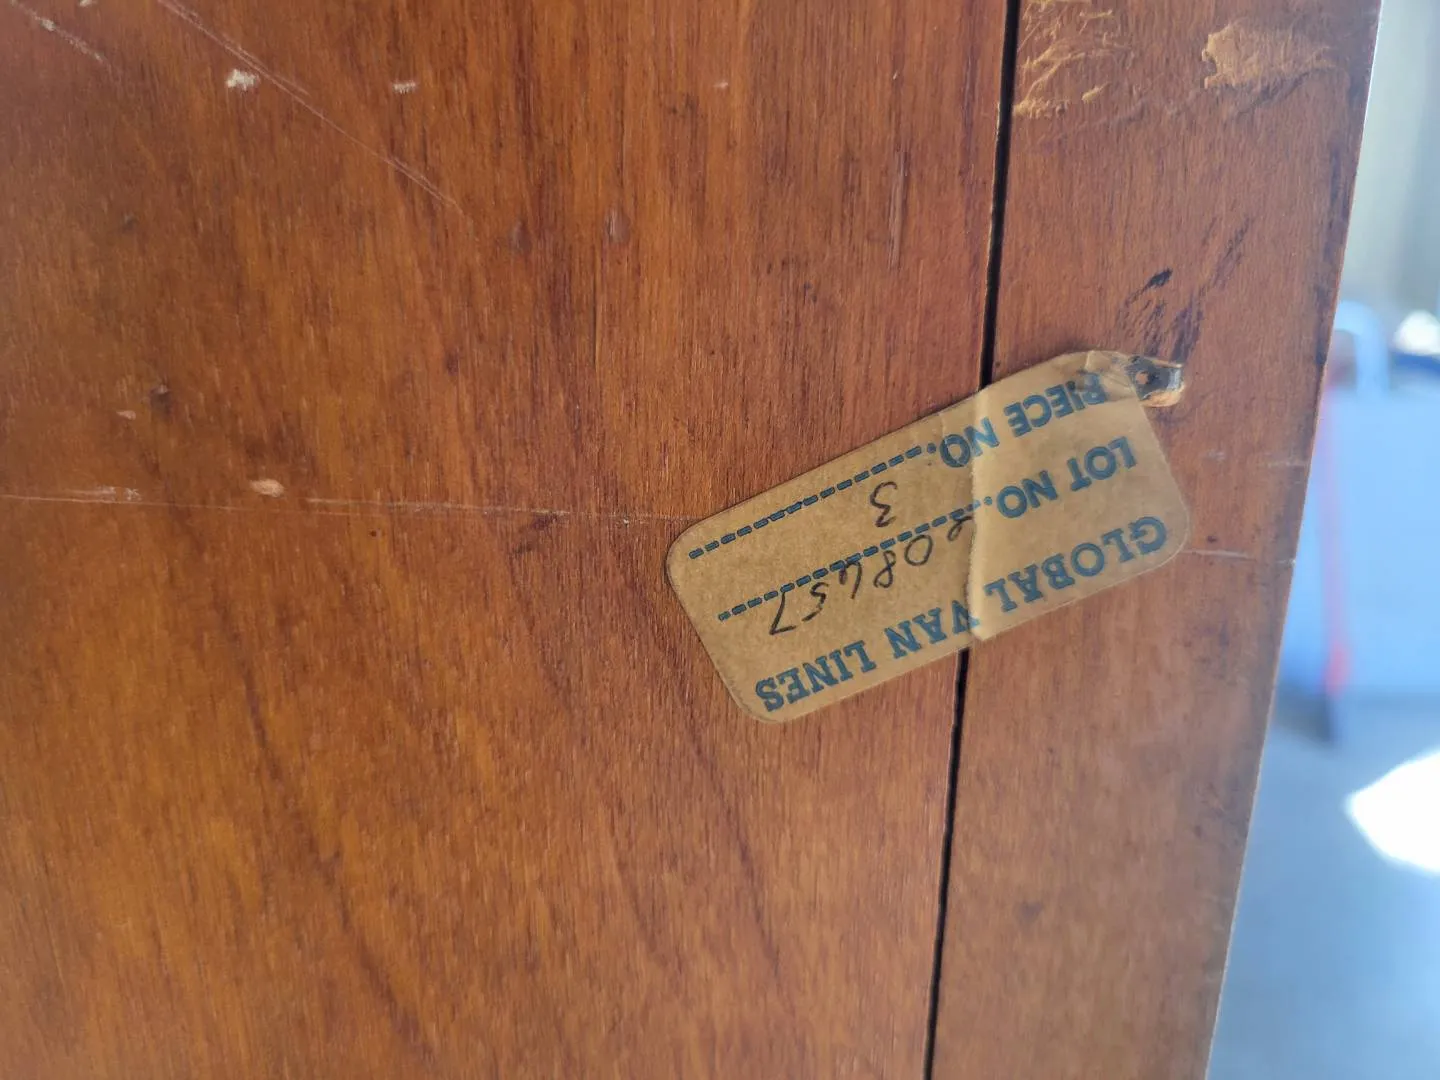 GLOBAL VAN LINES
LOT NO. 208457
PIECE NO. 3